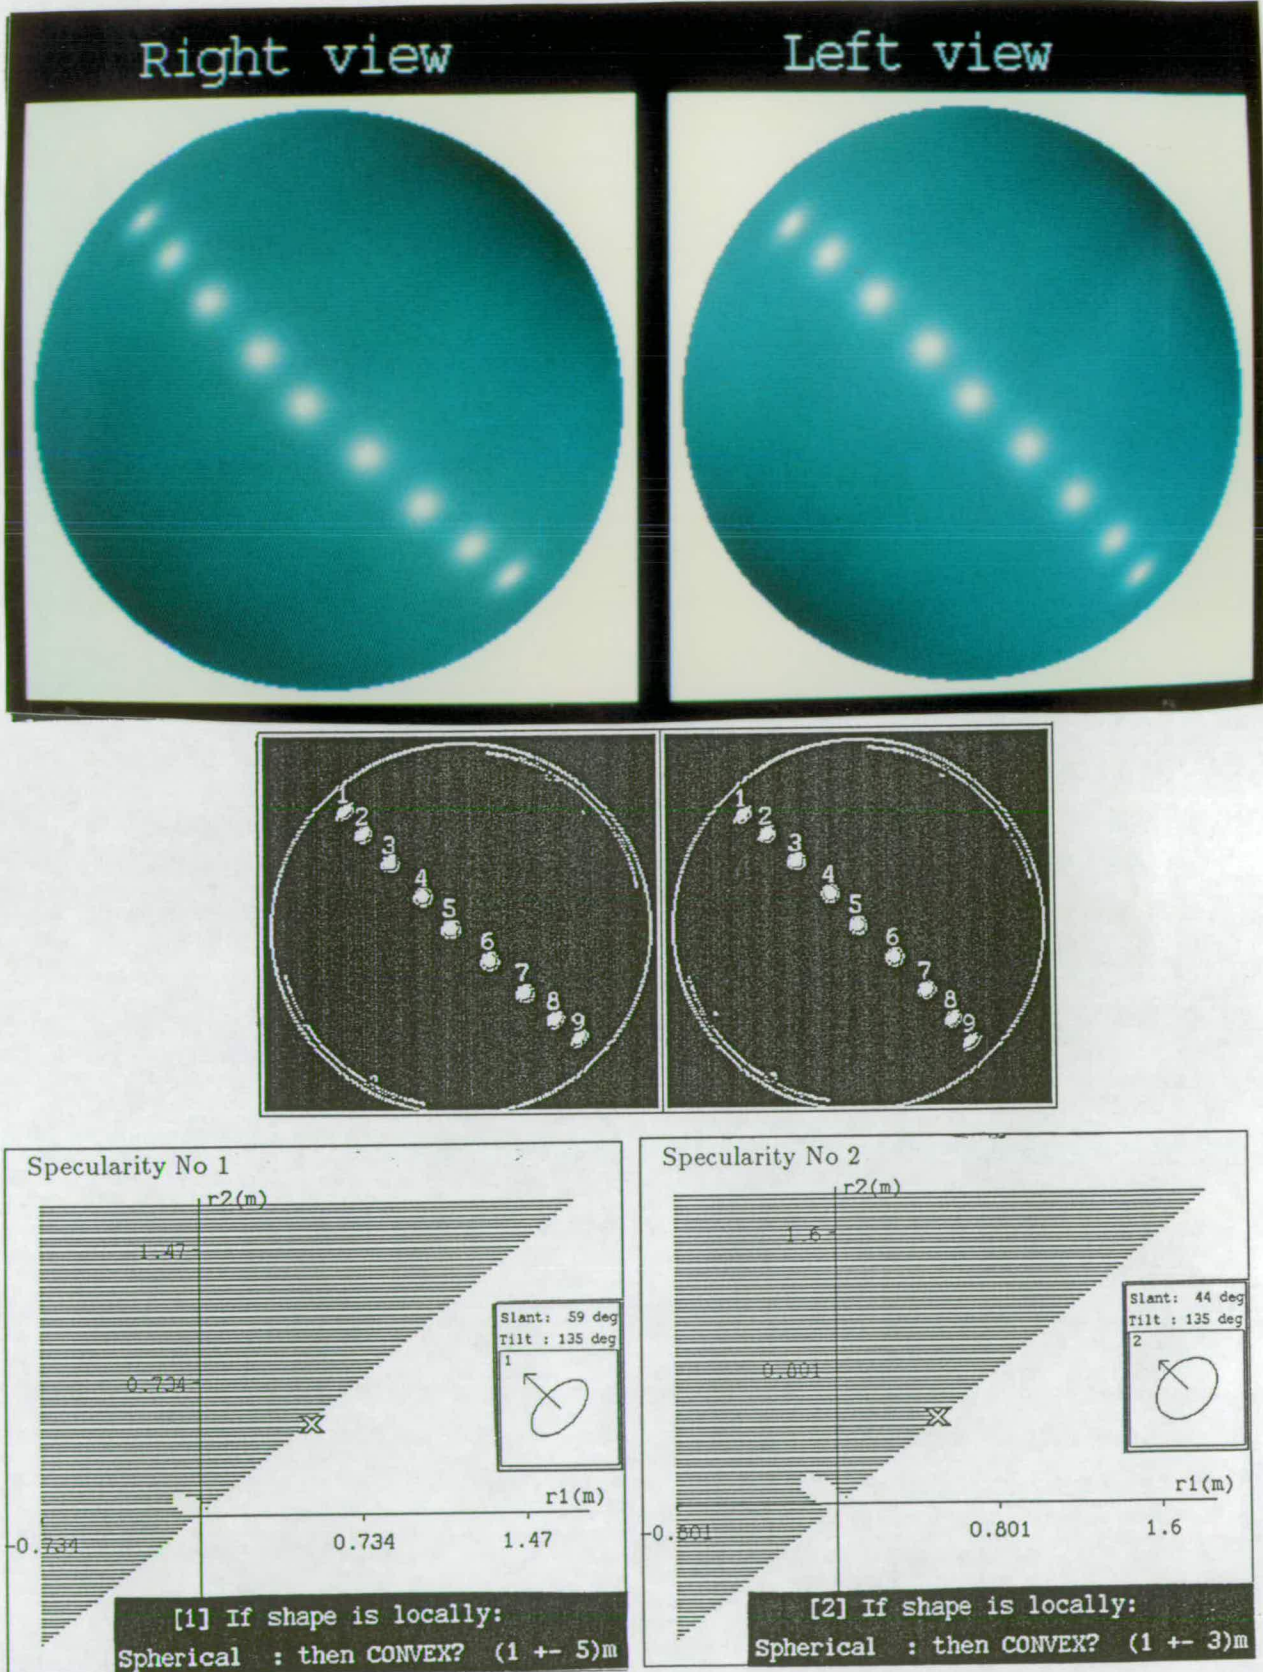 Right view
Left view
1
2
3
4
5
6
7
8
9
1
2
3
4
5
6
7
8
9
Specularity No 1
r2(m)
1.47
0.734
Slant: 59 deg
Tilt : 135 deg
1
r1(m)
-0.734
0.734
1.47
[1] If shape is locally:
Spherical : then CONVEX? (1 +- 5)m
Specularity No 2
r2(m)
1.6
0.801
Slant: 44 deg
Tilt : 135 deg
2
r1(m)
-0.801
0.801
1.6
[2] If shape is locally:
Spherical : then CONVEX? (1 +- 3)m